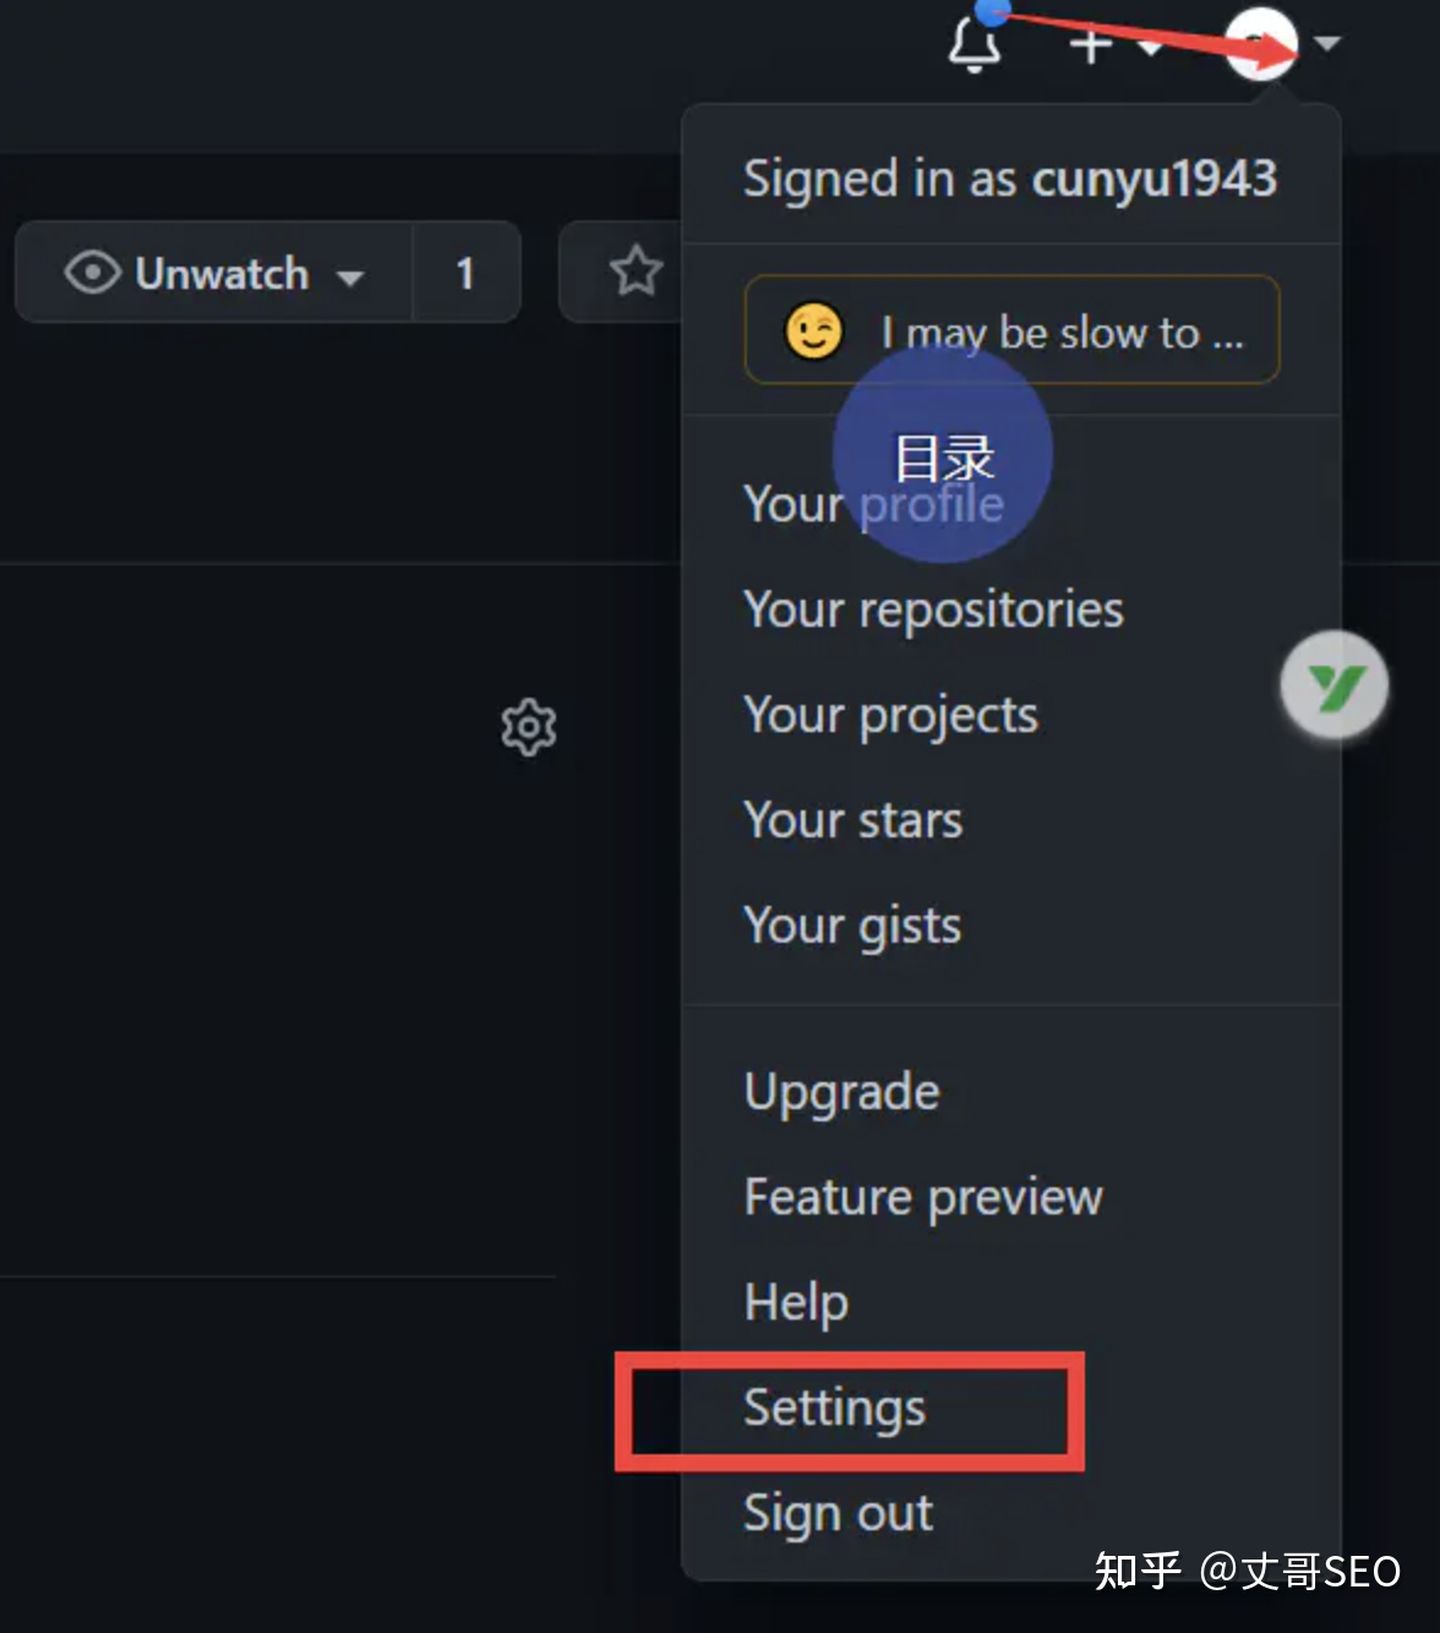 Signed in as cunyu1943
Unwatch 1
I may be slow to ...
目录
Your profile
Your repositories
Your projects
Your stars
Your gists
Upgrade
Feature preview
Help
Settings
Sign out
知乎 @丈哥SEO